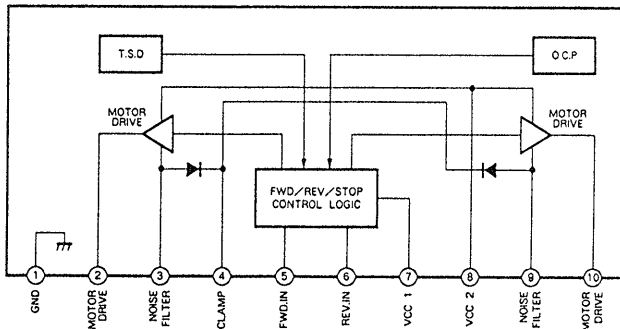 T.S.D
O.C.P
MOTOR
DRIVE
MOTOR
DRIVE
FWD/REV/STOP
CONTROL LOGIC
1
2
3
4
5
6
7
8
9
10
GND
MOTOR
DRIVE
NOISE
FILTER
CLAMP
FWD.IN
REV.IN
VCC 1
VCC 2
NOISE
FILTER
MOTOR
DRIVE